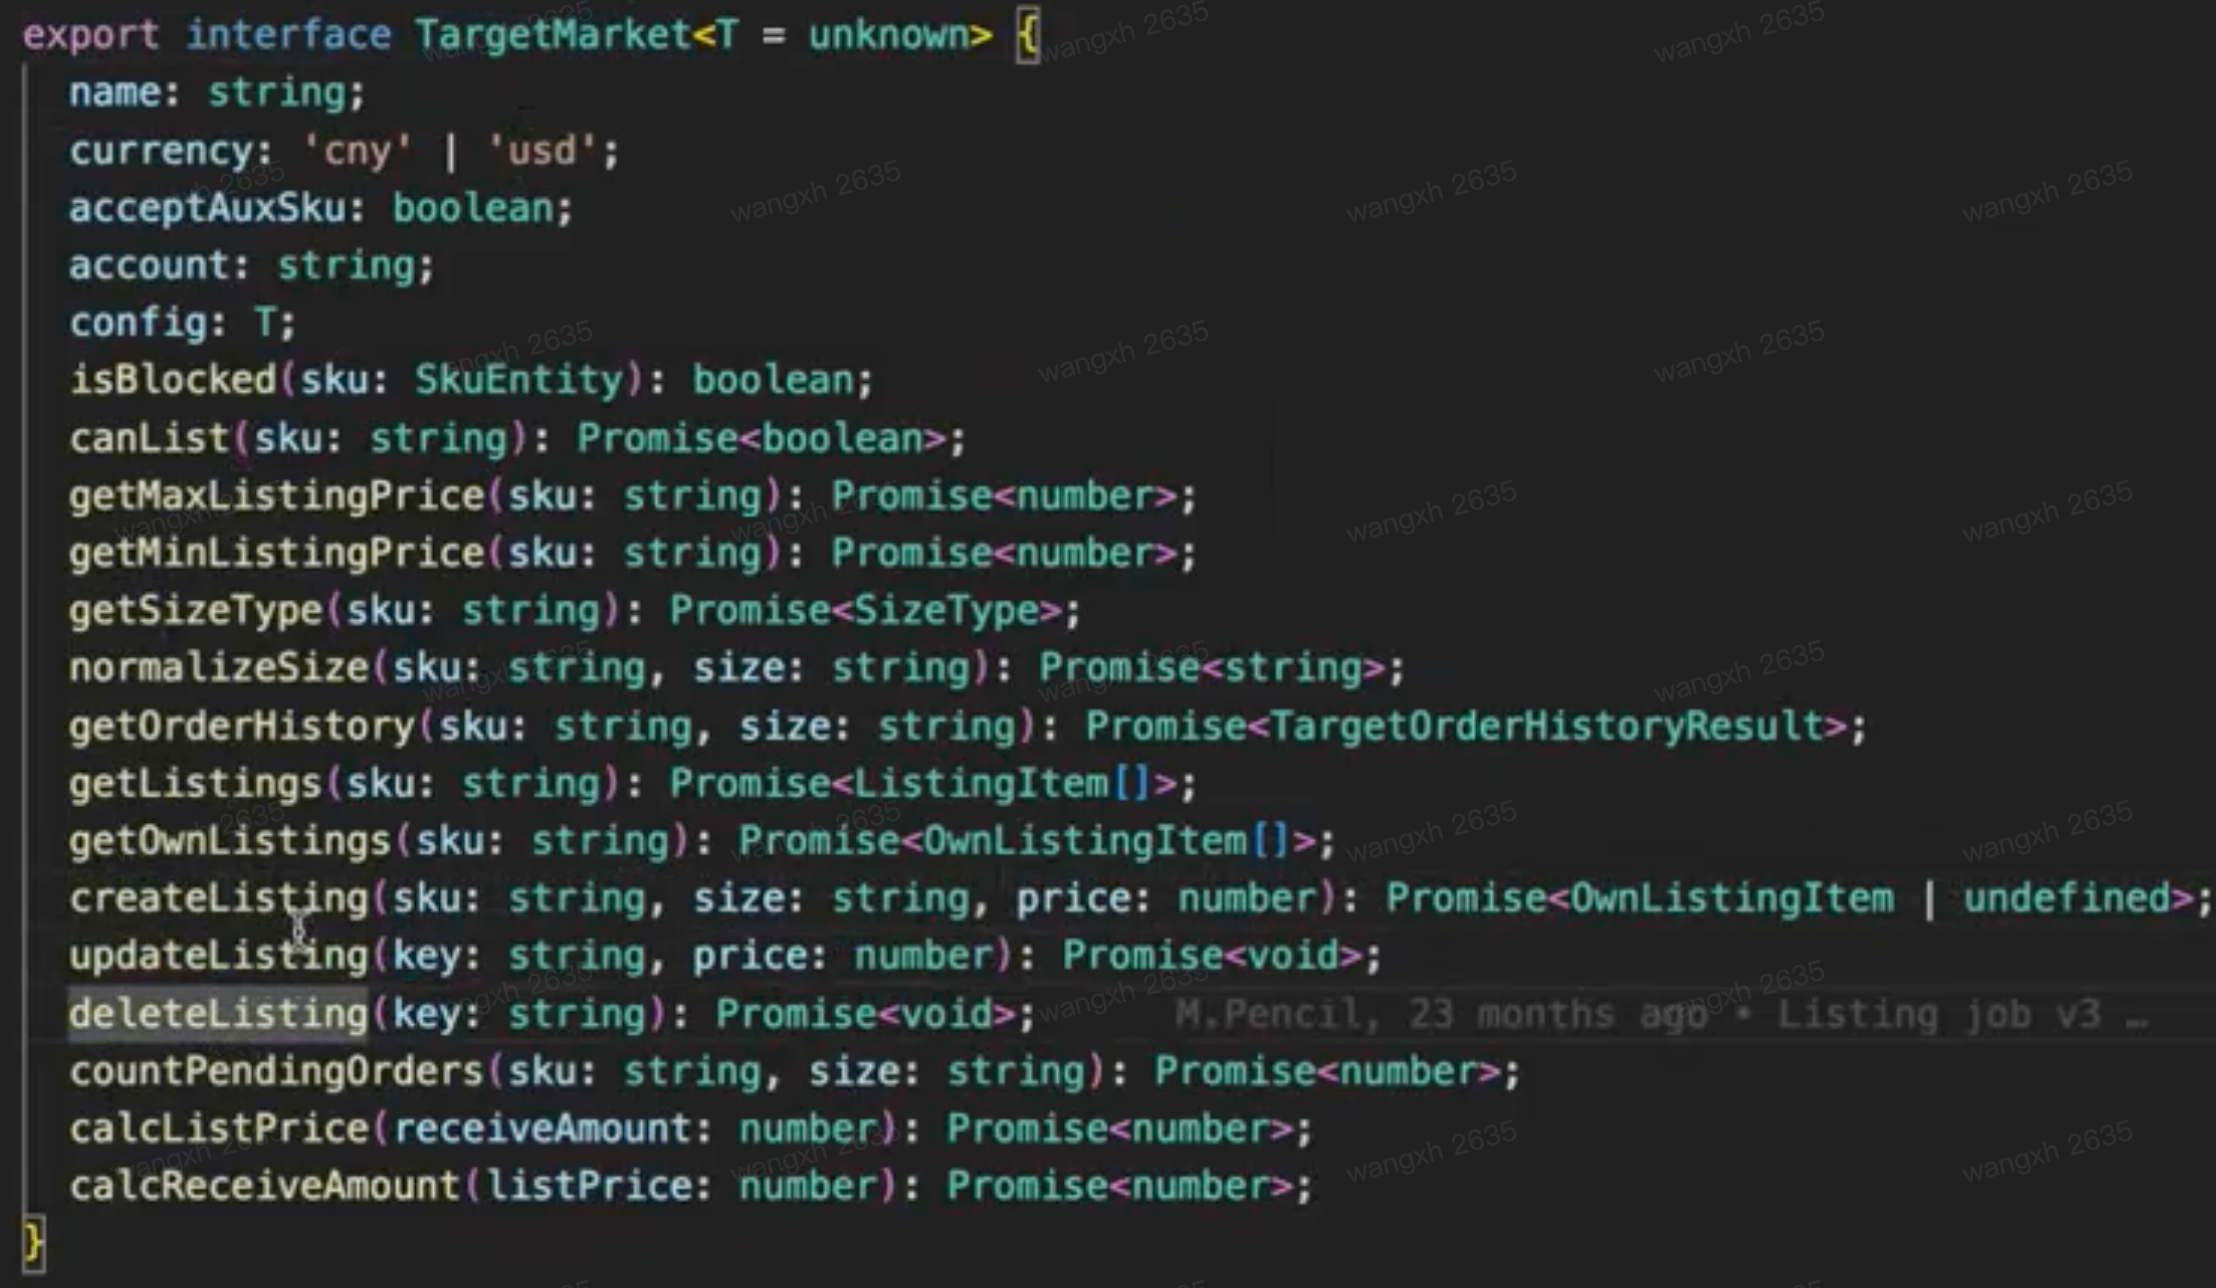 export interface TargetMarket<T = unknown> {
name: string;
currency: 'cny' | 'usd';
acceptAuxSku: boolean;
account: string;
config: T;
isBlocked(sku: SkuEntity): boolean;
canList(sku: string): Promise<boolean>;
getMaxListingPrice(sku: string): Promise<number>;
getMinListingPrice(sku: string): Promise<number>;
getSizeType(sku: string): Promise<SizeType>;
normalizeSize(sku: string, size: string): Promise<string>;
getOrderHistory(sku: string, size: string): Promise<TargetOrderHistoryResult>;
getListings(sku: string): Promise<ListingItem[]>;
getOwnListings(sku: string): Promise<OwnListingItem[]>;
createListing(sku: string, size: string, price: number): Promise<OwnListingItem | undefined>;
updateListing(key: string, price: number): Promise<void>;
deleteListing(key: string): Promise<void>; M.Pencil, 23 months ago • Listing job v3 …
countPendingOrders(sku: string, size: string): Promise<number>;
calcListPrice(receiveAmount: number): Promise<number>;
calcReceiveAmount(listPrice: number): Promise<number>;
}
wangxh 2635